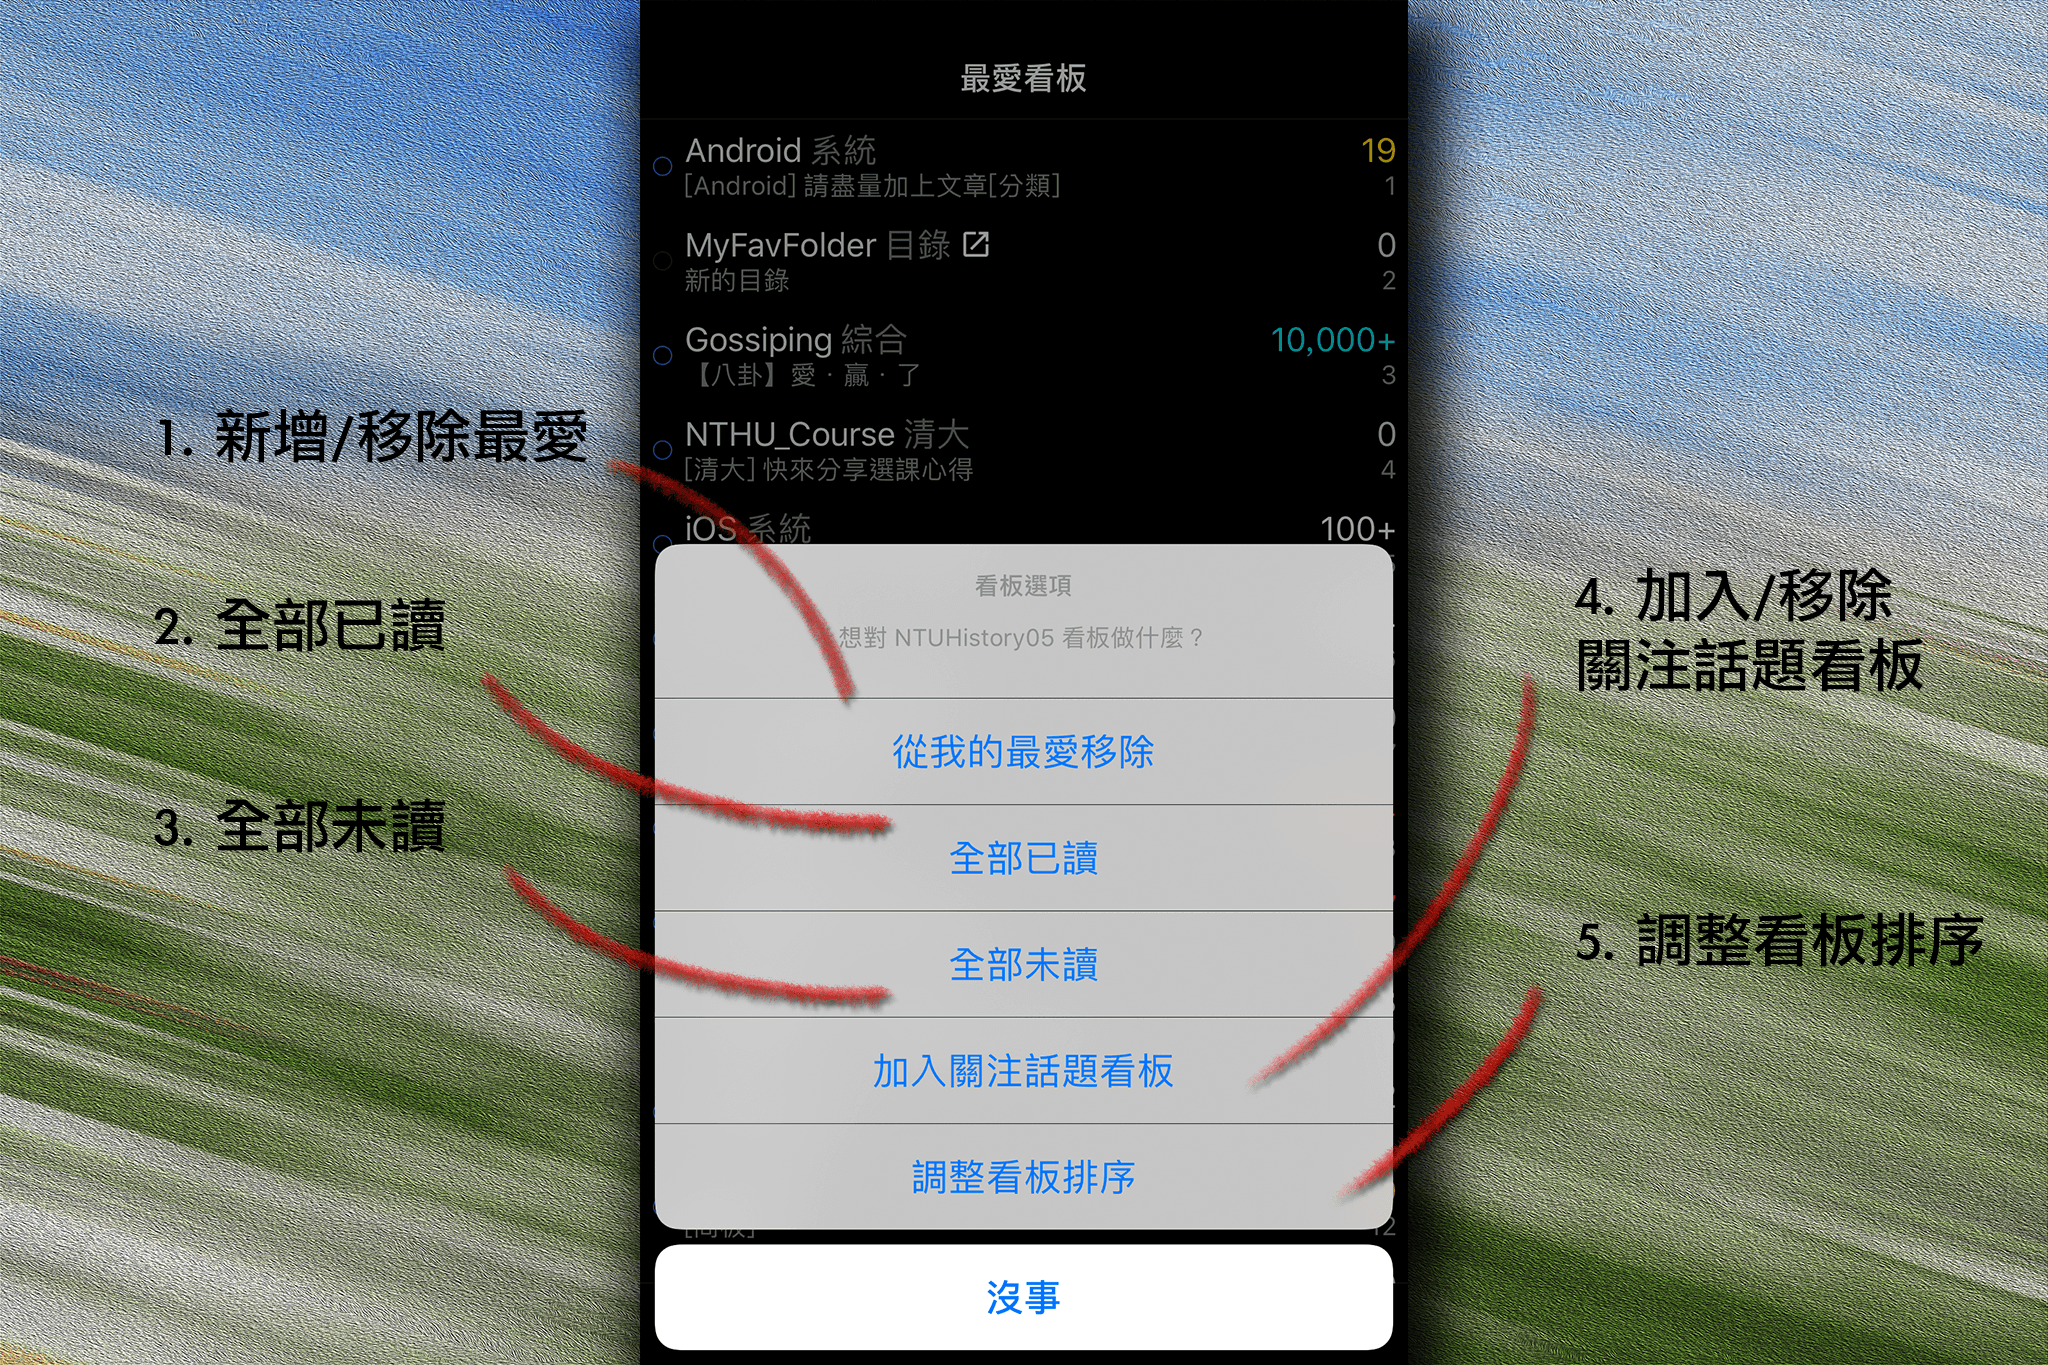 最愛看板
Android 系統 19
[Android] 請盡量加上文章[分類] 1
MyFavFolder 目錄 0
新的目錄 2
Gossiping 綜合 10,000+
【八卦】愛．贏．了 3
NTHU_Course 清大 0
[清大] 快來分享選課心得 4
iOS 系統 100+
看板選項
想對 NTUHistory05 看板做什麼？
從我的最愛移除
全部已讀
全部未讀
加入關注話題看板
調整看板排序
12
沒事
1. 新增/移除最愛
2. 全部已讀
3. 全部未讀
4. 加入/移除
關注話題看板
5. 調整看板排序